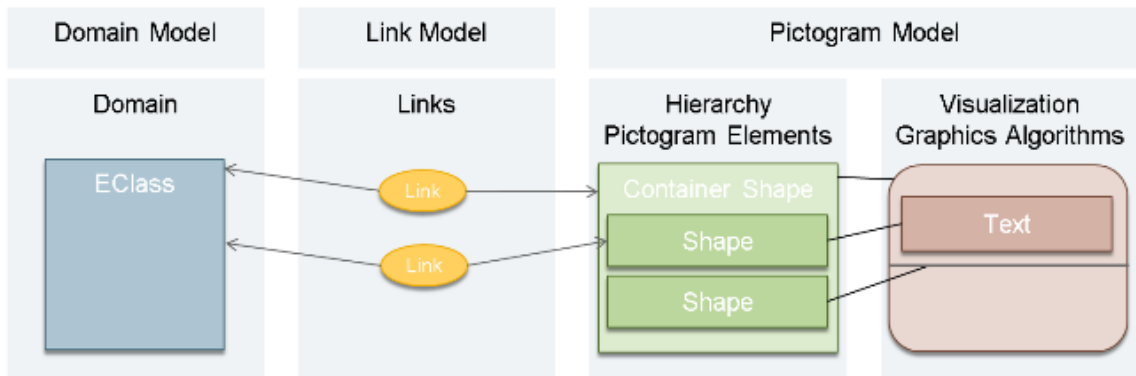 Domain Model
Link Model
Pictogram Model
Domain
Links
Hierarchy
Pictogram Elements
Visualization
Graphics Algorithms
EClass
Link
Link
Container Shape
Shape
Shape
Text